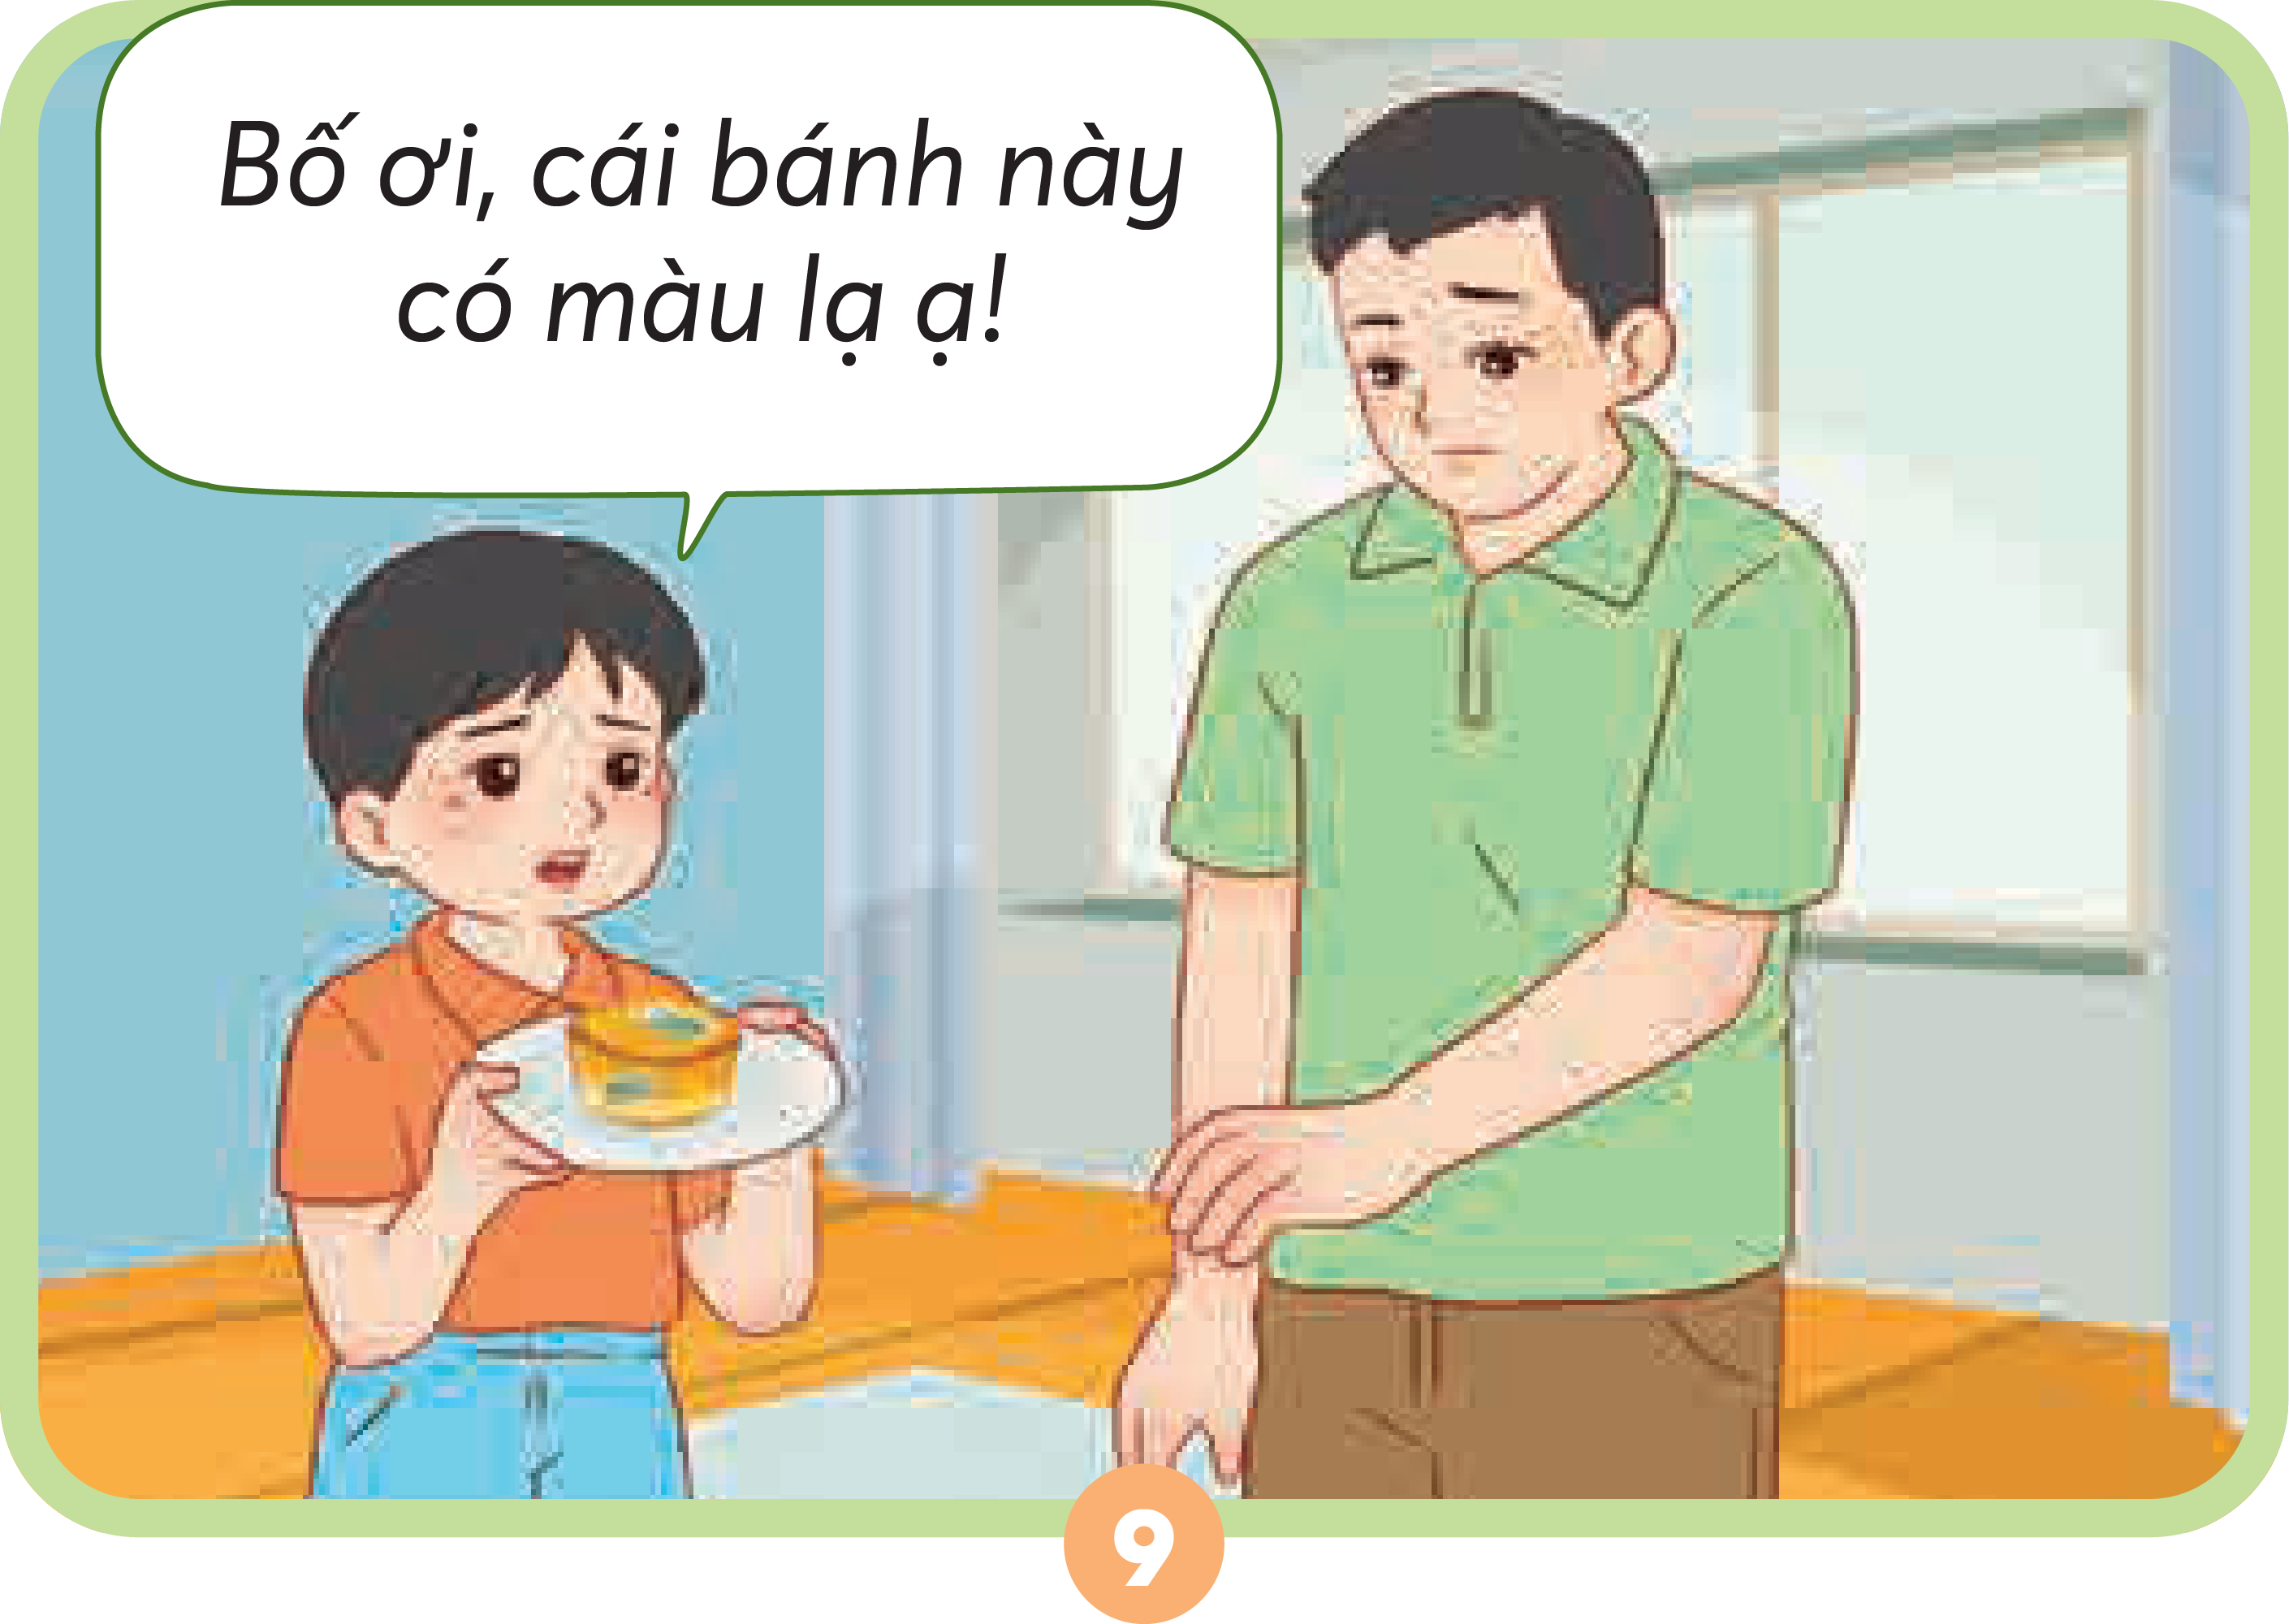 Bố ơi, cái bánh này
có màu lạ ạ!
9